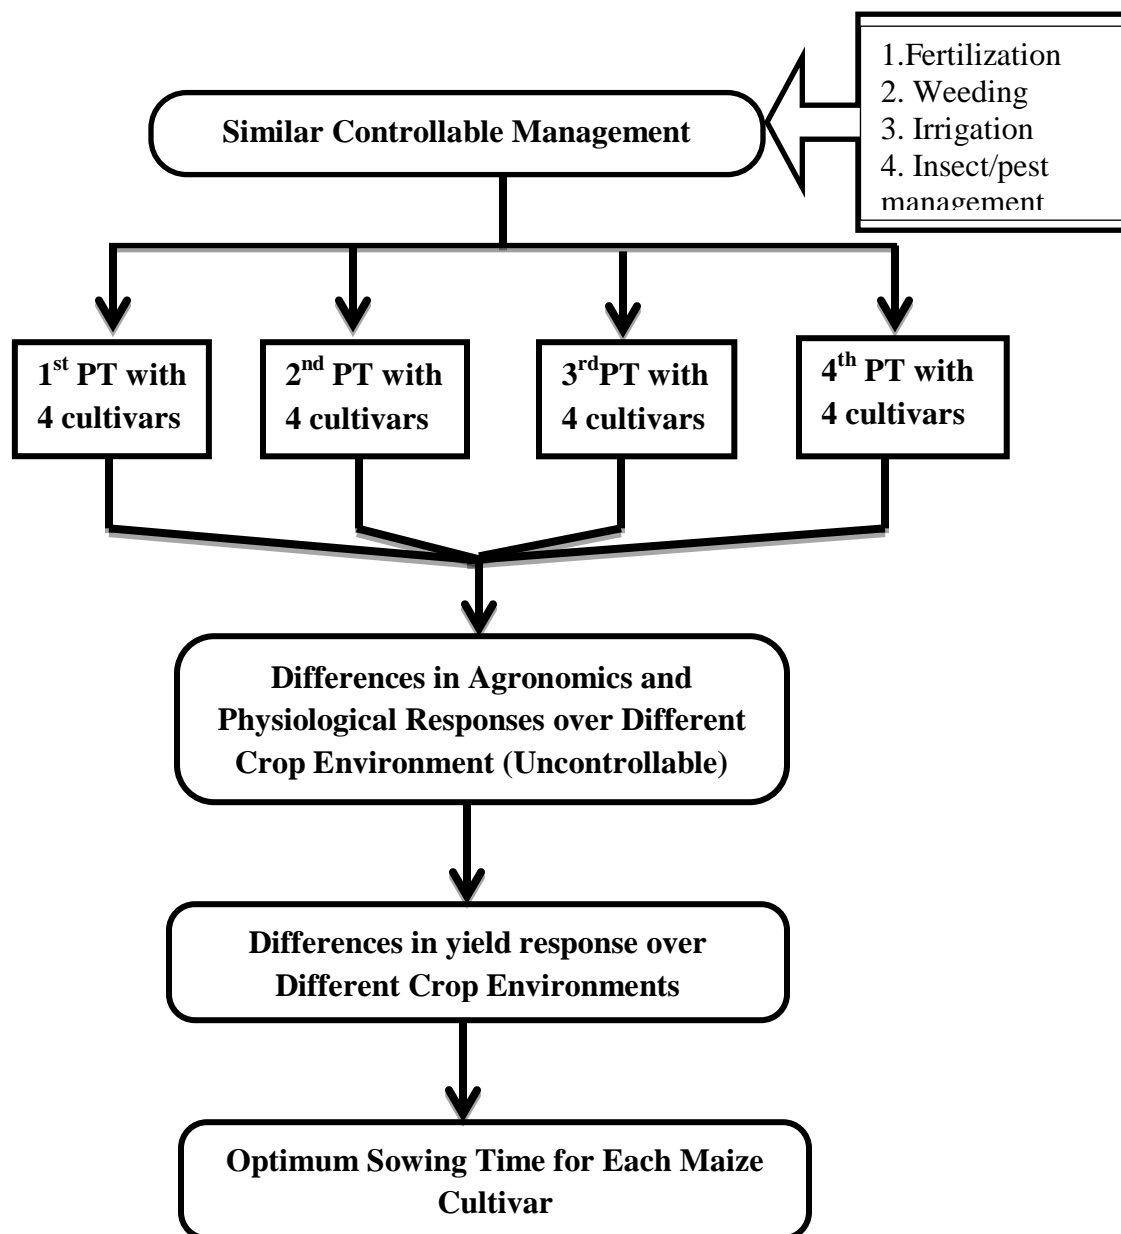 1.Fertilization
2. Weeding
3. Irrigation
4. Insect/pest
management
Similar Controllable Management
1st PT with
4 cultivars
2nd PT with
4 cultivars
3rdPT with
4 cultivars
4th PT with
4 cultivars
Differences in Agronomics and
Physiological Responses over Different
Crop Environment (Uncontrollable)
Differences in yield response over
Different Crop Environments
Optimum Sowing Time for Each Maize
Cultivar